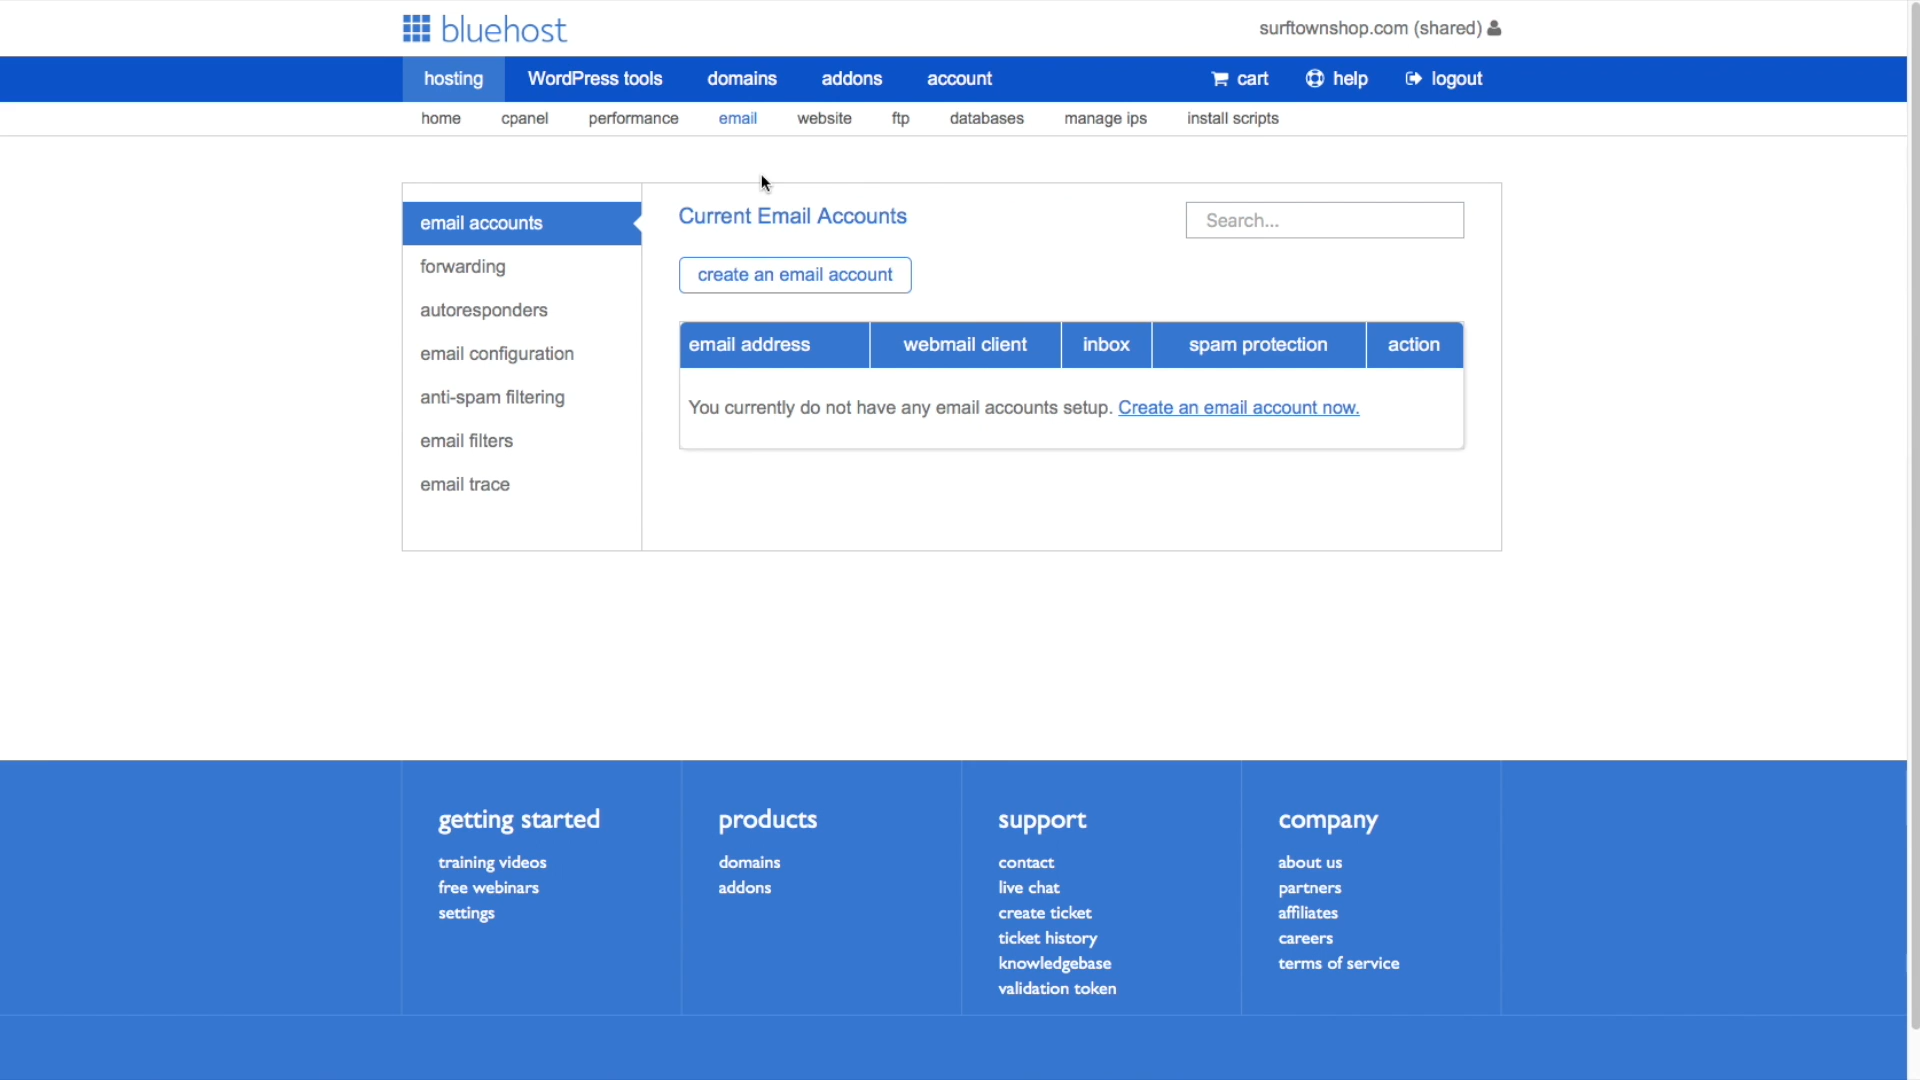 bluehost
surftownshop.com (shared)
hosting WordPress tools domains addons account cart help logout
home cpanel performance email website ftp databases manage ips install scripts
email accounts
forwarding
autoresponders
email configuration
anti-spam filtering
email filters
email trace
Current Email Accounts
Search...
create an email account
email address webmail client inbox spam protection action
You currently do not have any email accounts setup. Create an email account now.
getting started
training videos
free webinars
settings
products
domains
addons
support
contact
live chat
create ticket
ticket history
knowledgebase
validation token
company
about us
partners
affiliates
careers
terms of service